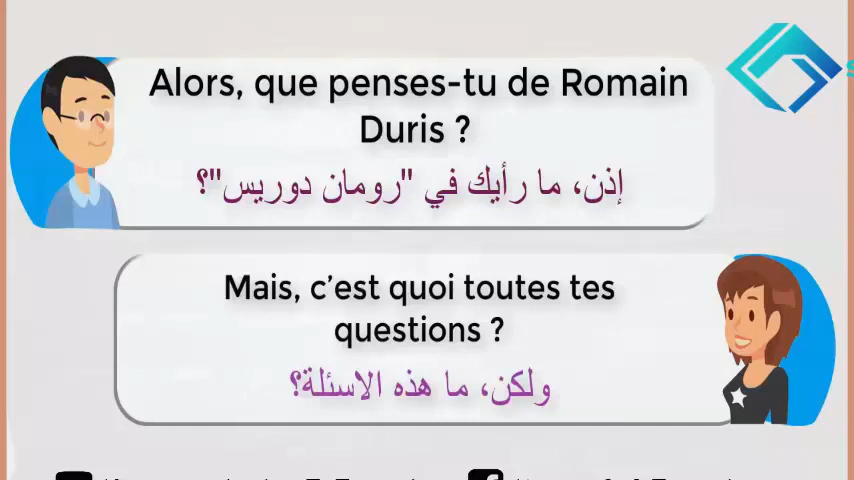 Alors, que penses-tu de Romain
Duris ?
إذن، ما رأيك في "رومان دوريس"؟
Mais, c’est quoi toutes tes
questions ?
ولكن، ما هذه الاسئلة؟